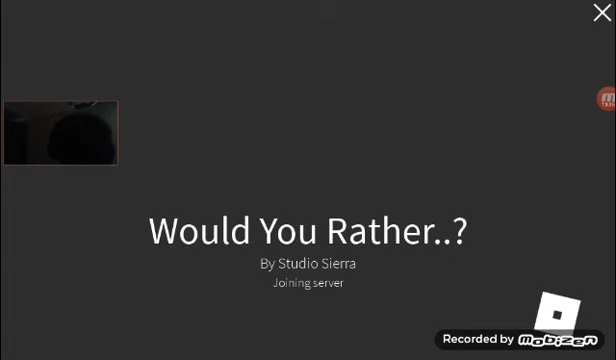 Would You Rather..?
By Studio Sierra
Joining server
Recorded by MOBIZEN